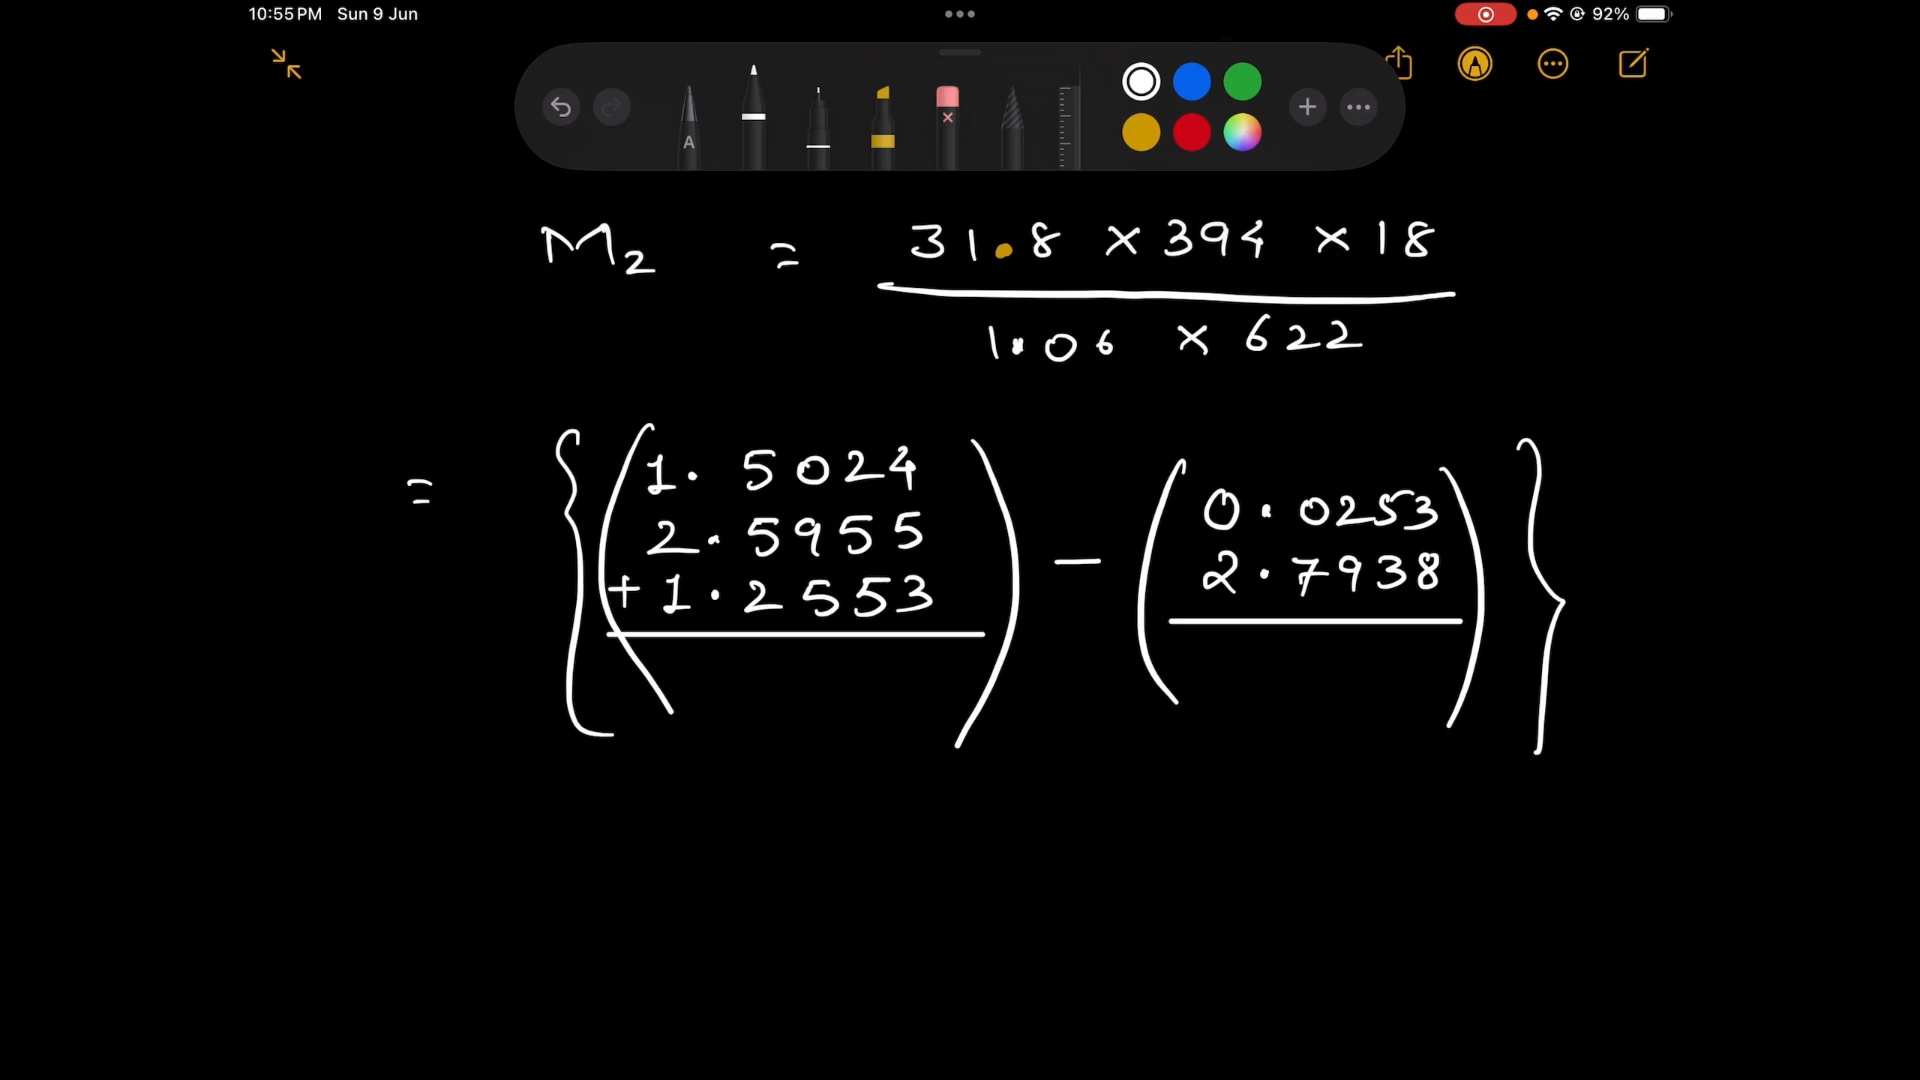 10:55 PM Sun 9 Jun
92%
A
M₂ = 31.8 × 394 × 18
1.06 × 622
= { ( 1.5024
2.5955
+ 1.2553 ) − ( 0.0253
2.7938 ) }